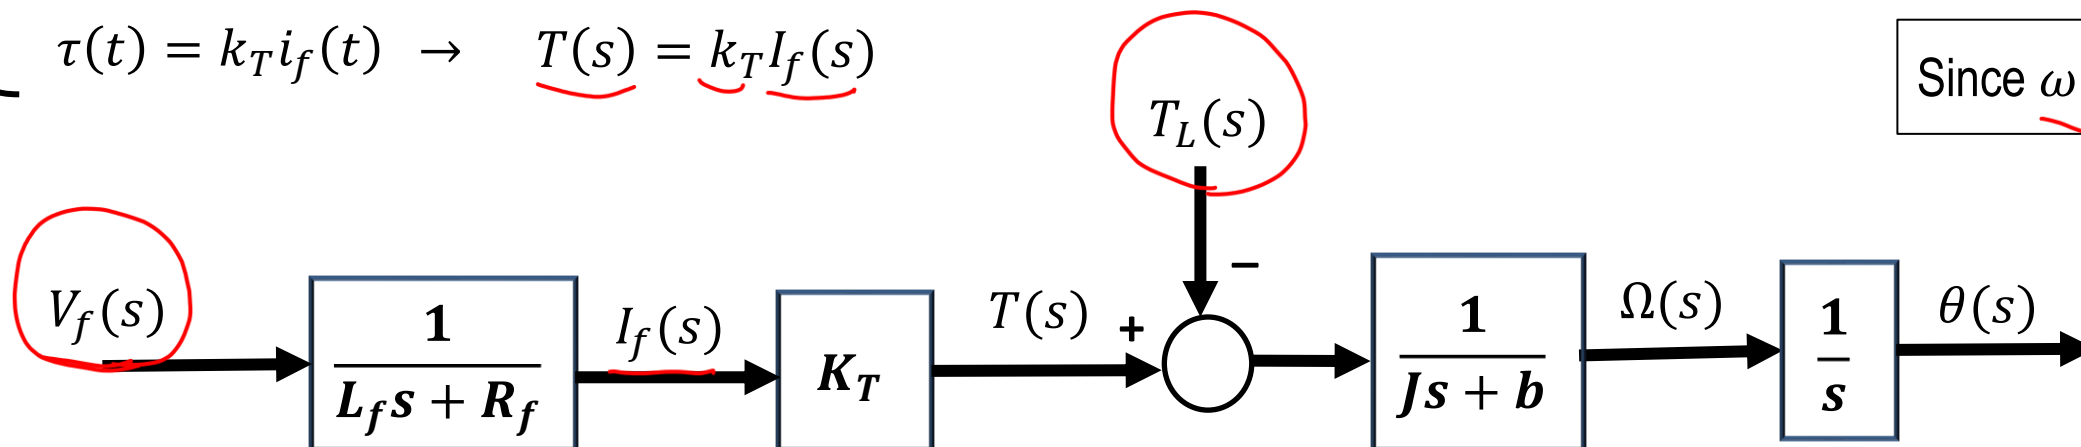 τ(t) = k_T i_f(t) → T(s) = k_T I_f(s)
Since ω
T_L(s)
−
V_f(s)
1
L_f s + R_f
I_f(s)
K_T
T(s)
+
1
Js + b
Ω(s)
1
s
θ(s)